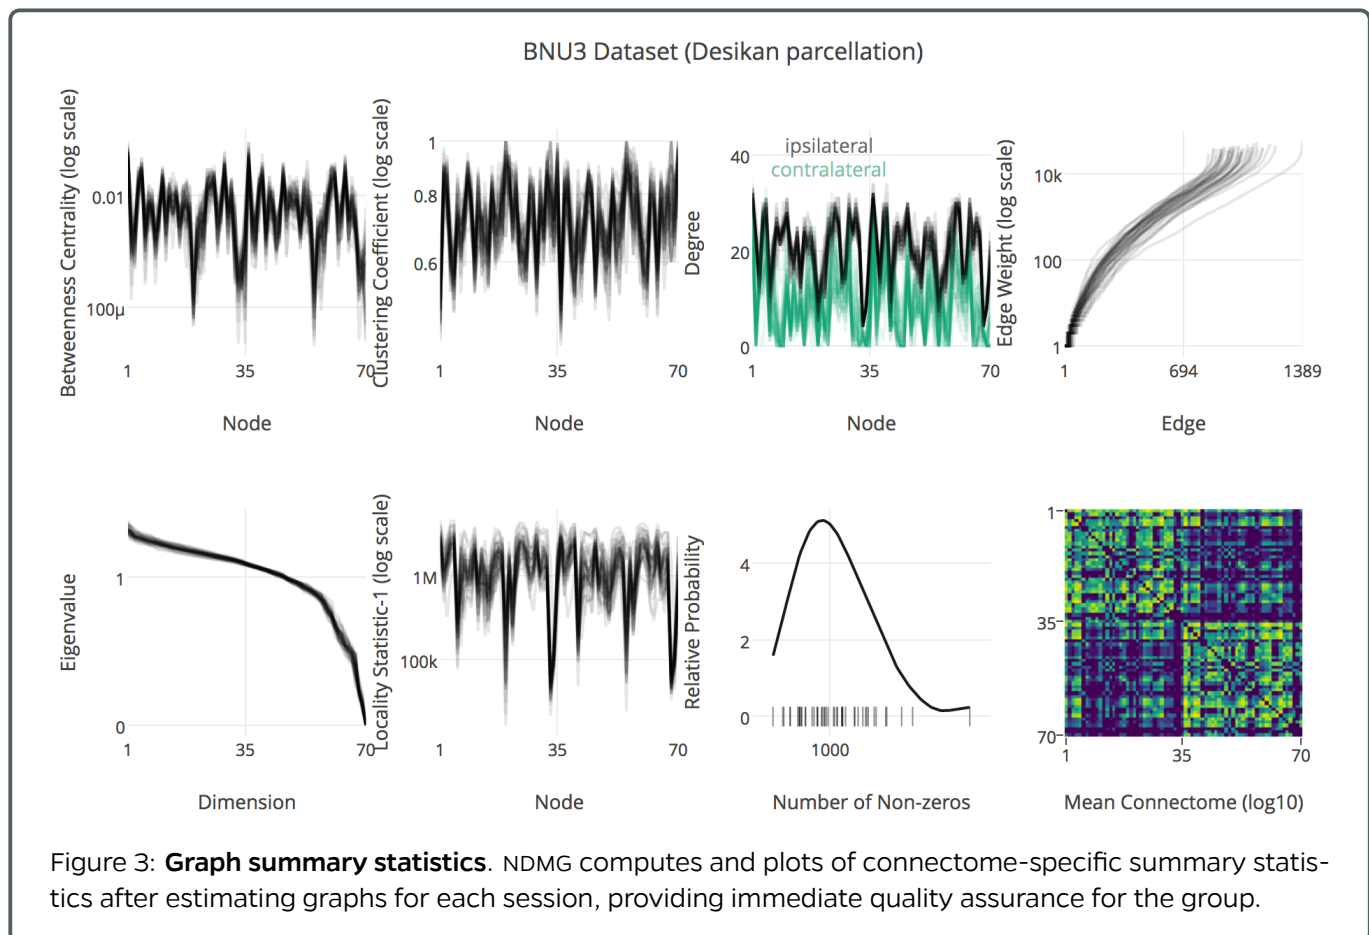 BNU3 Dataset (Desikan parcellation)
Betweenness Centrality (log scale)
0.01
100μ
1
35
70
Node
Clustering Coefficient (log scale)
1
0.8
0.6
1
35
70
Node
Degree
40
20
0
ipsilateral
contralateral
1
35
70
Node
Edge Weight (log scale)
10k
100
1
1
694
1389
Edge
Eigenvalue
1
0
1
35
70
Dimension
Locality Statistic-1 (log scale)
1M
100k
1
35
70
Node
Relative Probability
4
2
0
1000
Number of Non-zeros
1
35
70
1
35
70
Mean Connectome (log10)
Figure 3: Graph summary statistics. NDMG computes and plots of connectome-specific summary statis-
tics after estimating graphs for each session, providing immediate quality assurance for the group.